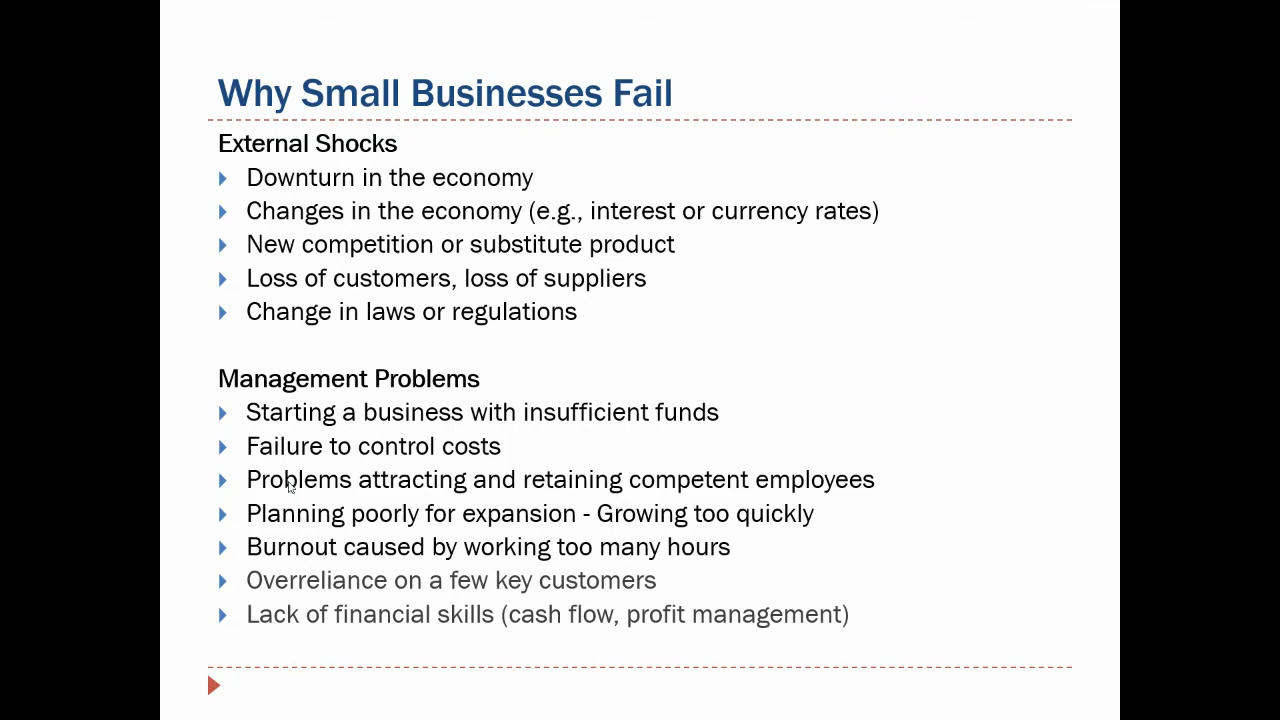 Why Small Businesses Fail
External Shocks
Downturn in the economy
Changes in the economy (e.g., interest or currency rates)
New competition or substitute product
Loss of customers, loss of suppliers
Change in laws or regulations
Management Problems
Starting a business with insufficient funds
Failure to control costs
Problems attracting and retaining competent employees
Planning poorly for expansion - Growing too quickly
Burnout caused by working too many hours
Overreliance on a few key customers
Lack of financial skills (cash flow, profit management)